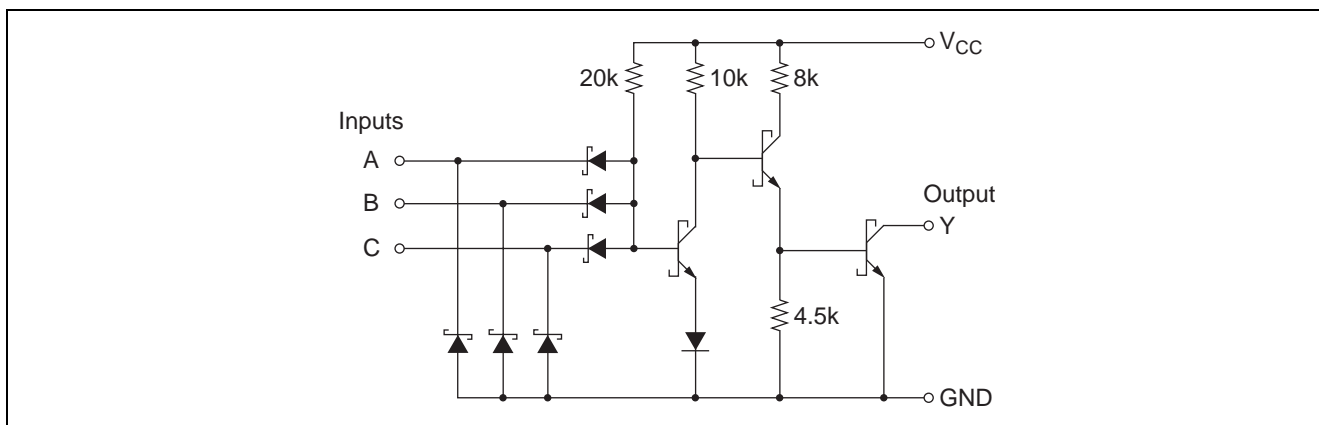 V_CC
20k 10k 8k
Inputs
A
B
Output
Y
C
4.5k
GND